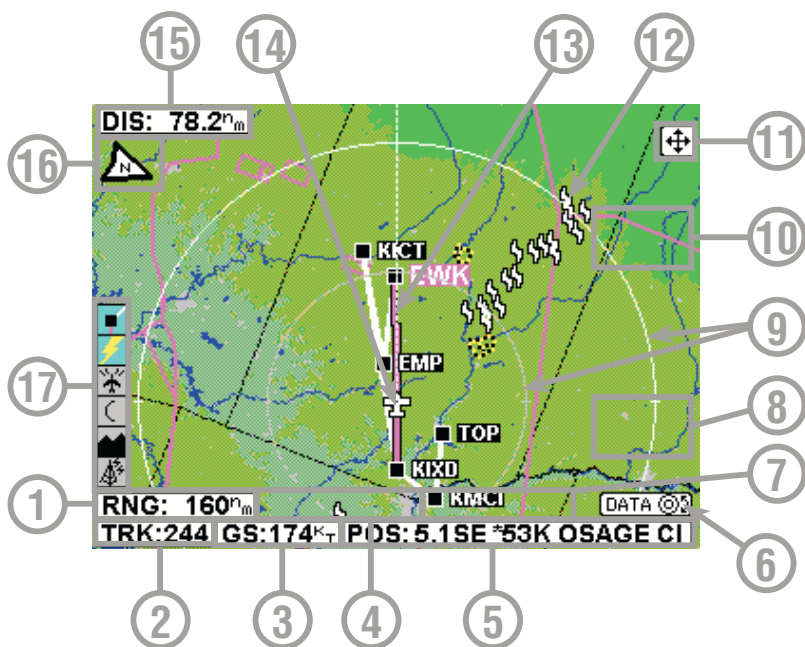 15
14
13
12
DIS: 78.2nm
16
N
11
KICT
EWK
10
9
17
EMP
8
TOP
KIXD
7
KMCI
1
RNG: 160nm
DATA
TRK:244 GS:174KT POS: 5.1SE *53K OSAGE CI
6
2
3
4
5